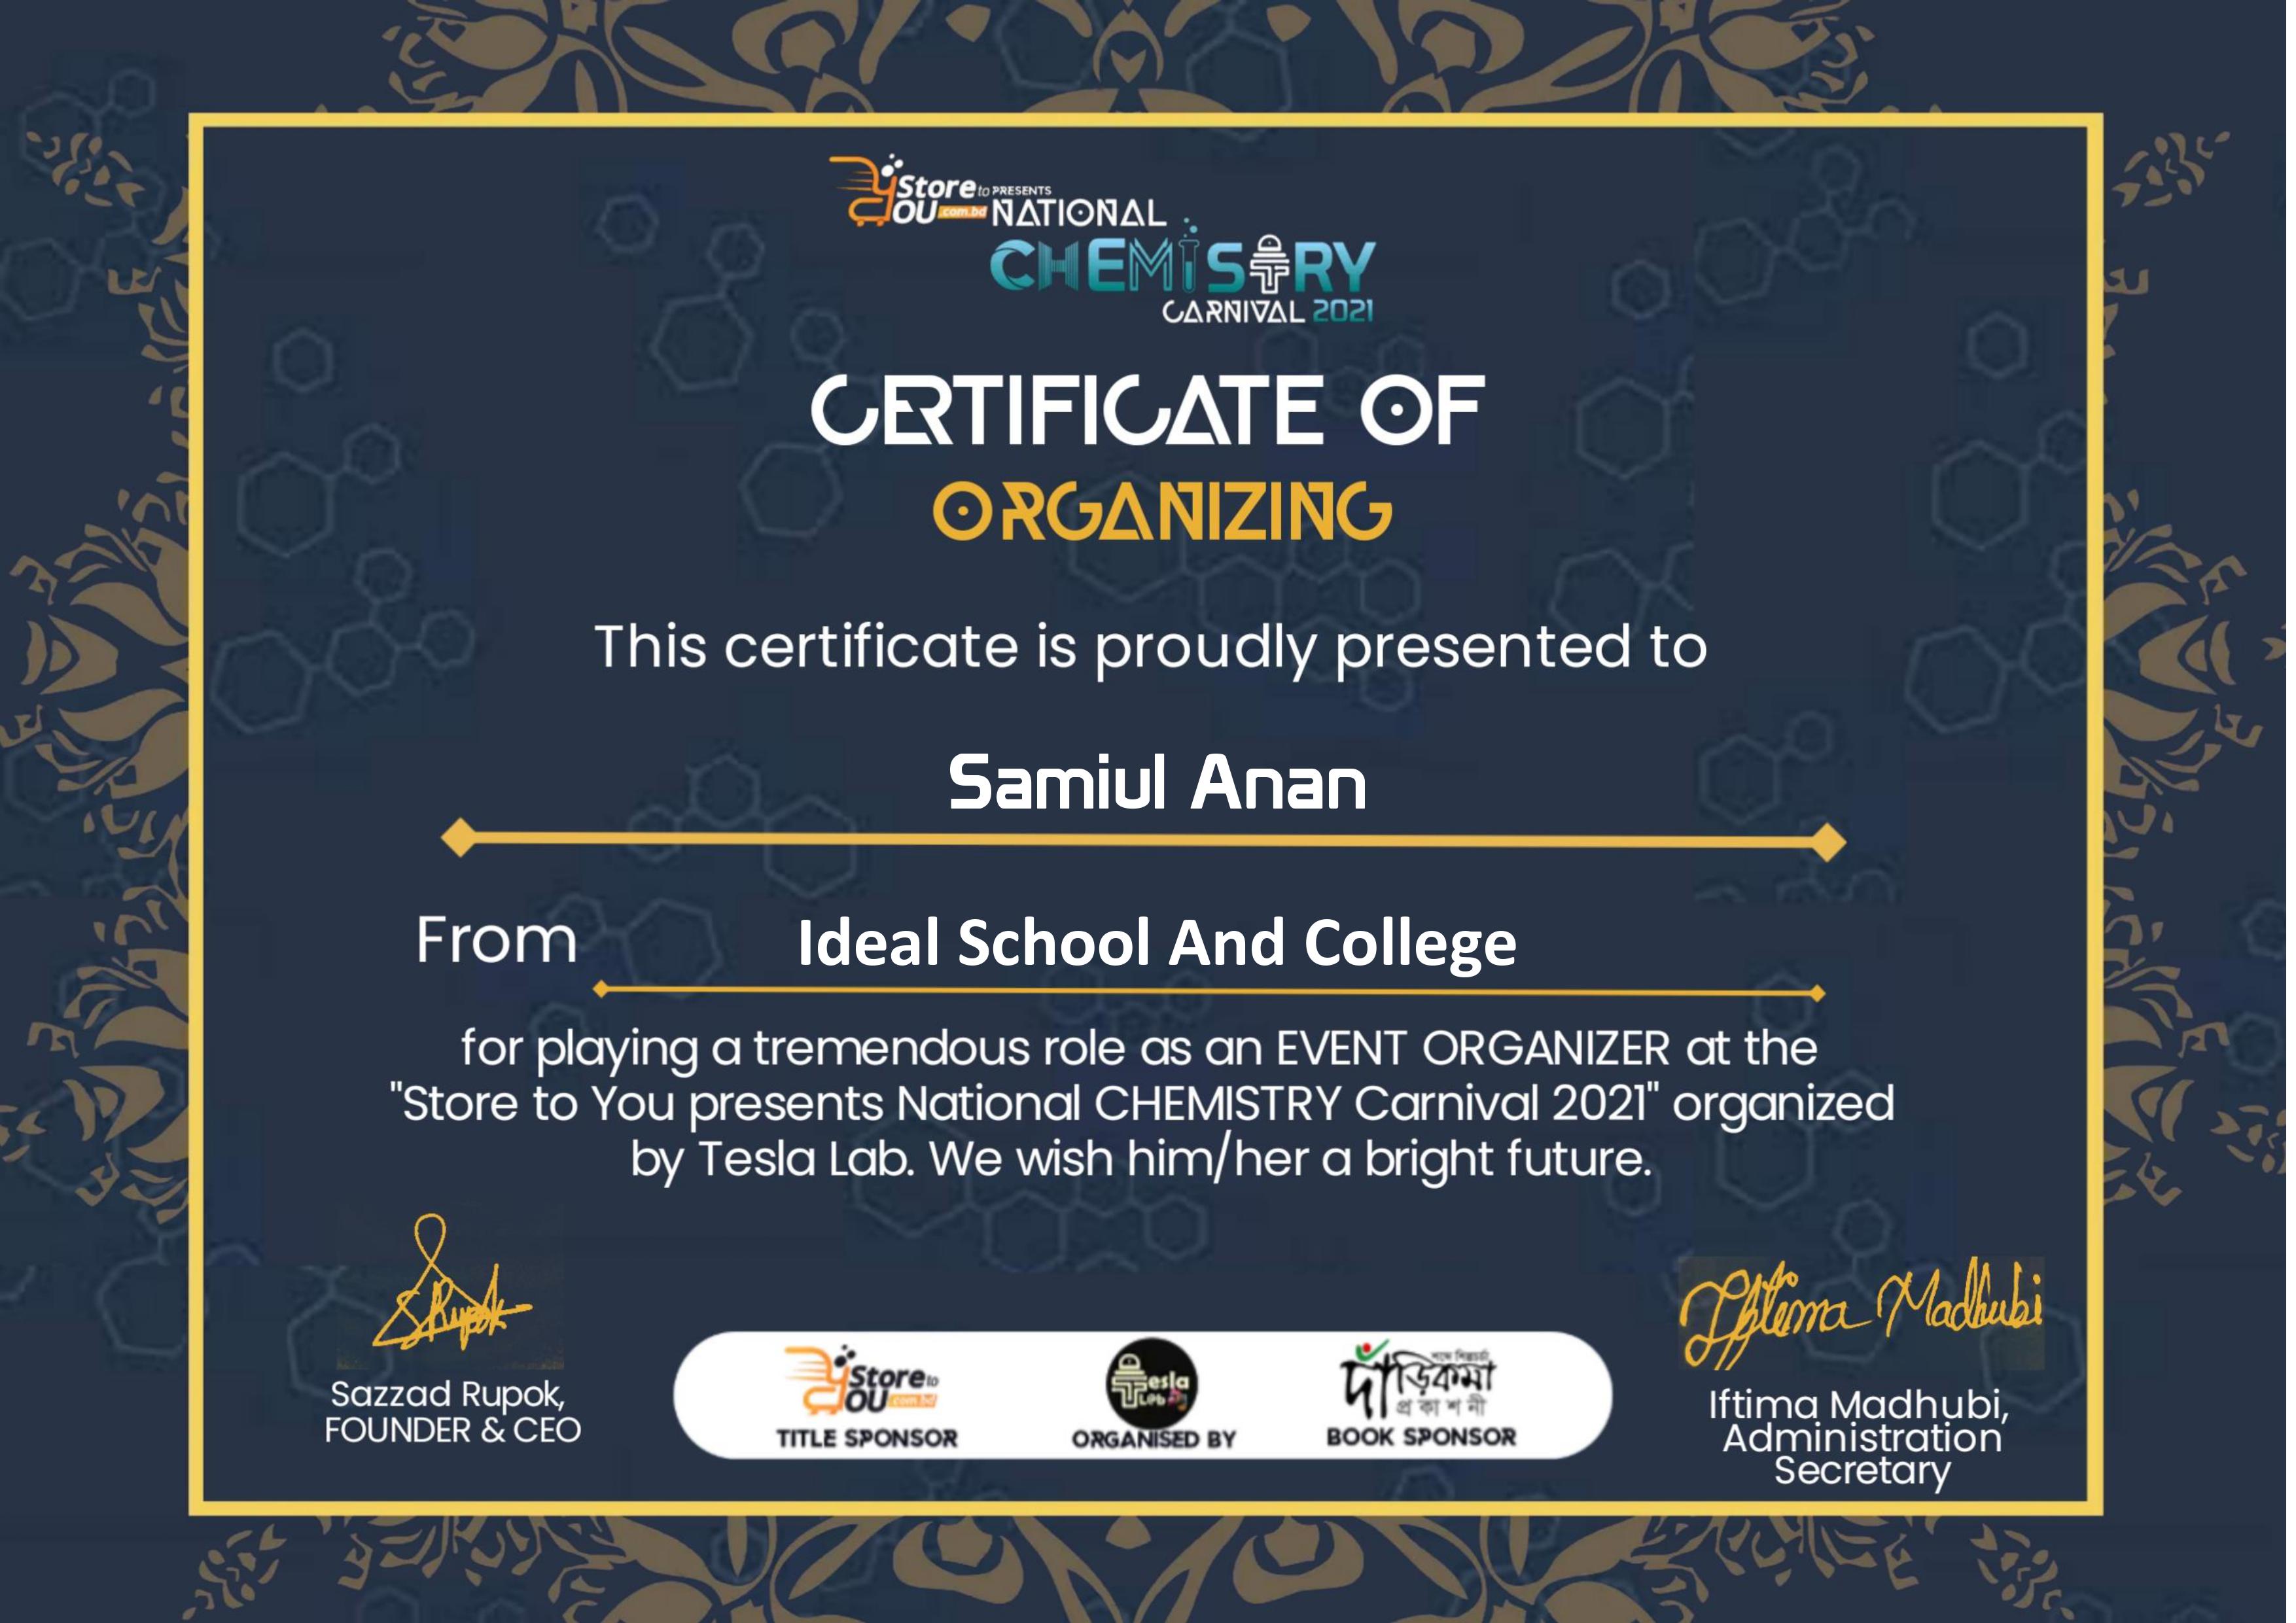 Store to PRESENTS
YOU .com.bd NATIONAL
CHEMISTRY
CARNIVAL 2021
CERTIFICATE OF
ORGANIZING
This certificate is proudly presented to
Samiul Anan
From Ideal School And College
for playing a tremendous role as an EVENT ORGANIZER at the
"Store to You presents National CHEMISTRY Carnival 2021" organized
by Tesla Lab. We wish him/her a bright future.
SRupok
Iftima Madhubi
Sazzad Rupok,
FOUNDER & CEO
Store to
YOU .com.bd
TITLE SPONSOR
Tesla
Lab
ORGANISED BY
দাঁড়িকমা
প্রকাশনী
BOOK SPONSOR
Iftima Madhubi,
Administration
Secretary